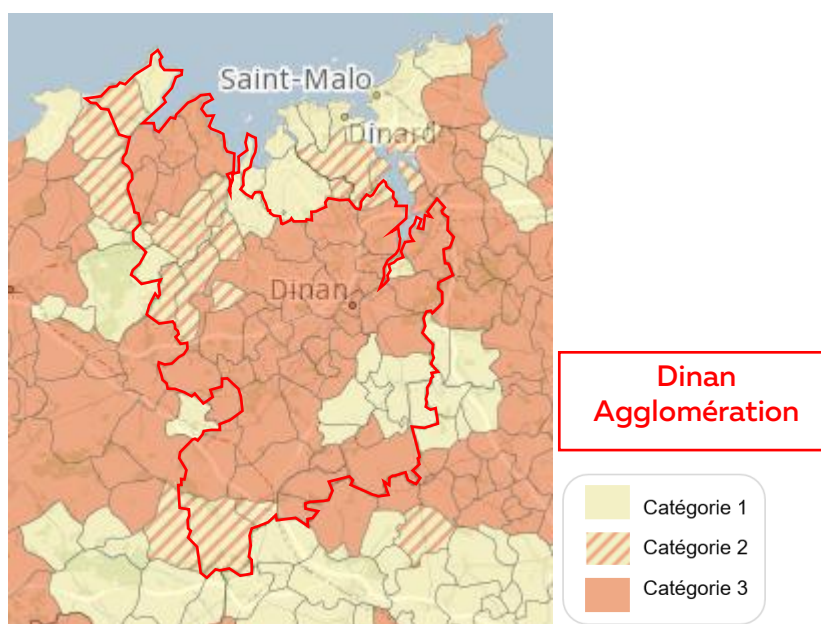 Saint-Malo
Dinard
Dinan
Dinan
Agglomération
Catégorie 1
Catégorie 2
Catégorie 3